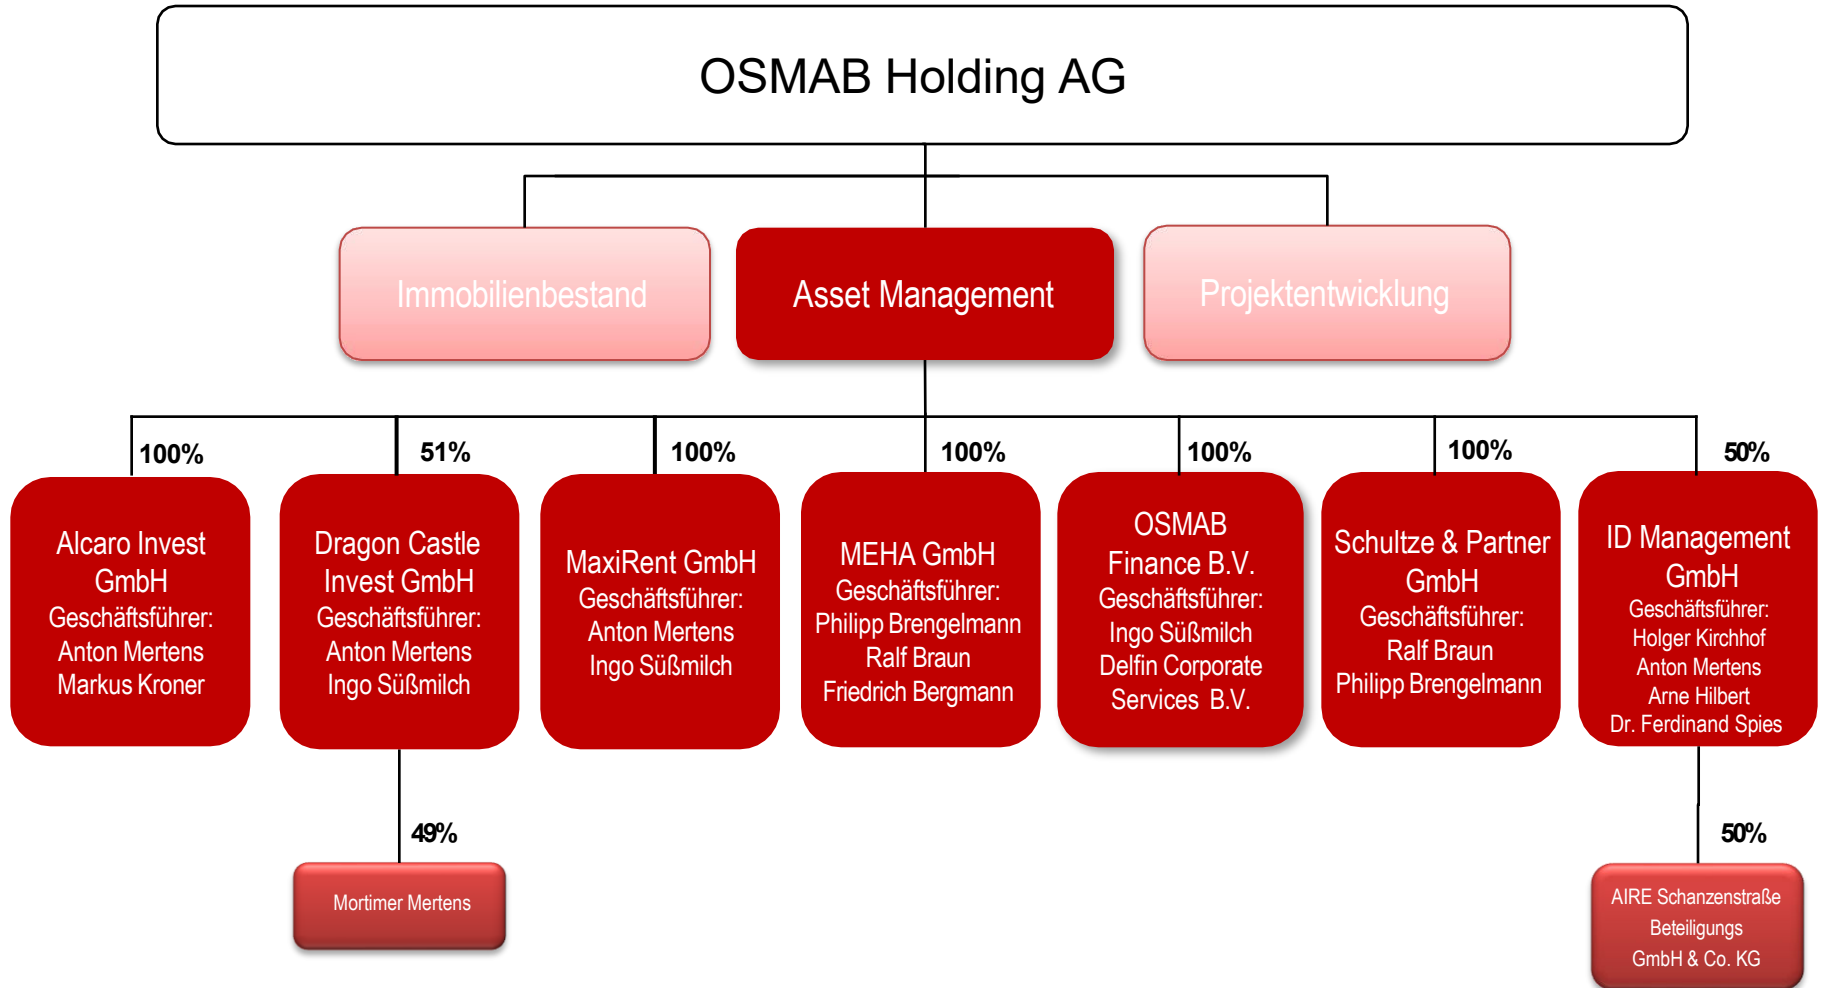 OSMAB Holding AG
Immobilienbestand
Asset Management
Projektentwicklung
100%
51%
100%
100%
100%
100%
50%
Alcaro Invest
GmbH
Geschäftsführer:
Anton Mertens
Markus Kroner
Dragon Castle
Invest GmbH
Geschäftsführer:
Anton Mertens
Ingo Süßmilch
MaxiRent GmbH
Geschäftsführer:
Anton Mertens
Ingo Süßmilch
MEHA GmbH
Geschäftsführer:
Philipp Brengelmann
Ralf Braun
Friedrich Bergmann
OSMAB
Finance B.V.
Geschäftsführer:
Ingo Süßmilch
Delfin Corporate
Services B.V.
Schultze & Partner
GmbH
Geschäftsführer:
Ralf Braun
Philipp Brengelmann
ID Management
GmbH
Geschäftsführer:
Holger Kirchhof
Anton Mertens
Arne Hilbert
Dr. Ferdinand Spies
49%
50%
Mortimer Mertens
AIRE Schanzenstraße
Beteiligungs
GmbH & Co. KG